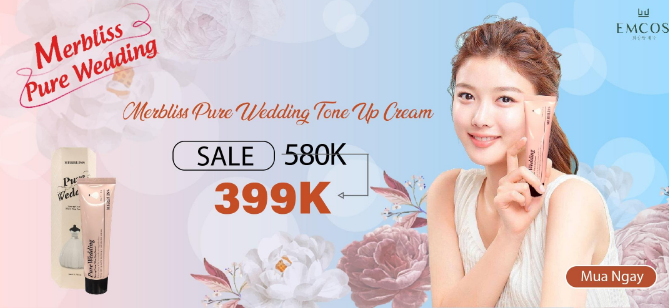 Merbliss
Pure Wedding
EMCOS
Merbliss Pure Wedding Tone Up Cream
SALE 580K
399K
Pure
Wedding
Pure Wedding
Mua Ngay